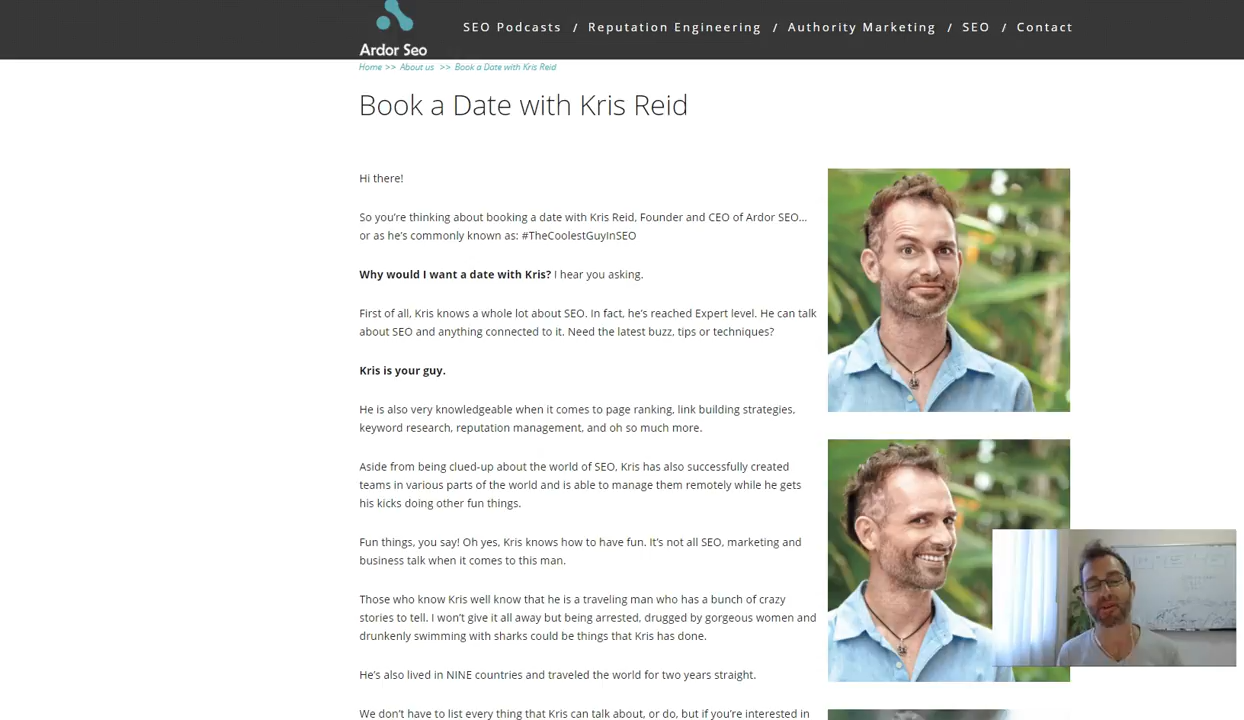 SEO Podcasts / Reputation Engineering / Authority Marketing / SEO / Contact
Ardor Seo
Home >> About us >> Book a Date with Kris Reid
Book a Date with Kris Reid
Hi there!
So you're thinking about booking a date with Kris Reid, Founder and CEO of Ardor SEO…
or as he's commonly known as: #TheCoolestGuyInSEO
Why would I want a date with Kris? I hear you asking.
First of all, Kris knows a whole lot about SEO. In fact, he's reached Expert level. He can talk
about SEO and anything connected to it. Need the latest buzz, tips or techniques?
Kris is your guy.
He is also very knowledgeable when it comes to page ranking, link building strategies,
keyword research, reputation management, and oh so much more.
Aside from being clued-up about the world of SEO, Kris has also successfully created
teams in various parts of the world and is able to manage them remotely while he gets
his kicks doing other fun things.
Fun things, you say! Oh yes, Kris knows how to have fun. It's not all SEO, marketing and
business talk when it comes to this man.
Those who know Kris well know that he is a traveling man who has a bunch of crazy
stories to tell. I won't give it all away but being arrested, drugged by gorgeous women and
drunkenly swimming with sharks could be things that Kris has done.
He's also lived in NINE countries and traveled the world for two years straight.
We don't have to list every thing that Kris can talk about, or do, but if you're interested in